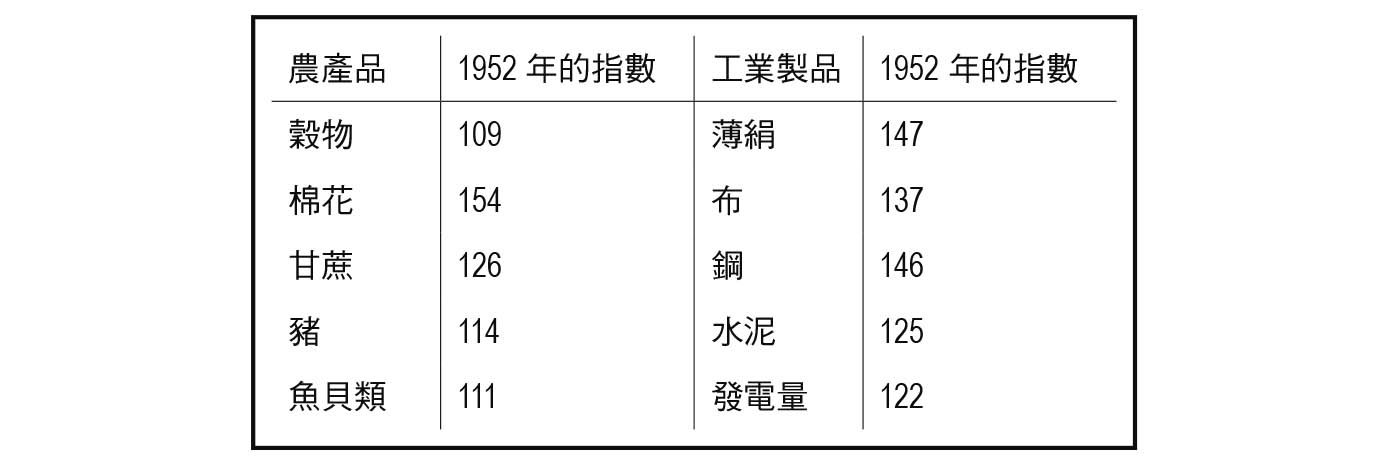 農產品 1952 年的指數 工業製品 1952 年的指數
穀物 109 薄絹 147
棉花 154 布 137
甘蔗 126 鋼 146
豬 114 水泥 125
魚貝類 111 發電量 122